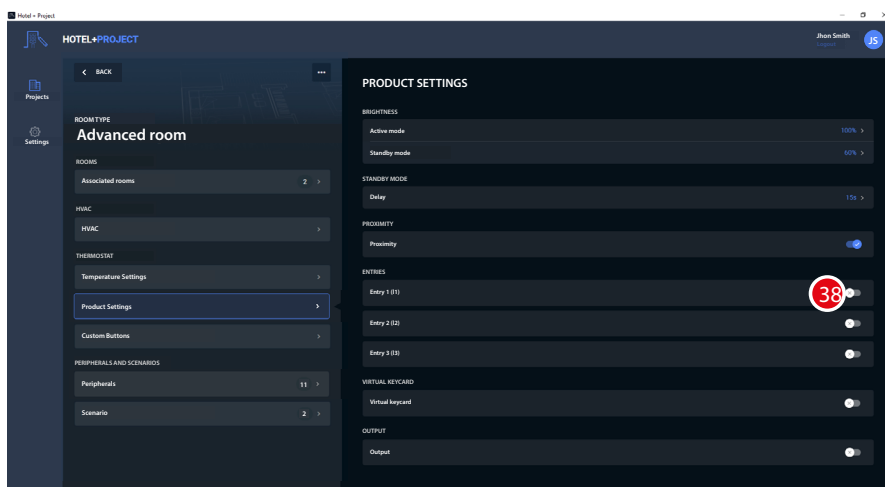 Hotel + Project
HOTEL+PROJECT
Jhon Smith
Logout
JS
Projects
Settings
BACK
ROOM TYPE
Advanced room
ROOMS
Associated rooms 2
HVAC
HVAC
THERMOSTAT
Temperature Settings
Product Settings
Custom Buttons
PERIPHERALS AND SCENARIOS
Peripherals 11
Scenario 2
PRODUCT SETTINGS
BRIGHTNESS
Active mode 100%
Standby mode 60%
STANDBY MODE
Delay 15s
PROXIMITY
Proximity
ENTRIES
Entry 1 (I1) 38
Entry 2 (I2)
Entry 3 (I3)
VIRTUAL KEYCARD
Virtual keycard
OUTPUT
Output